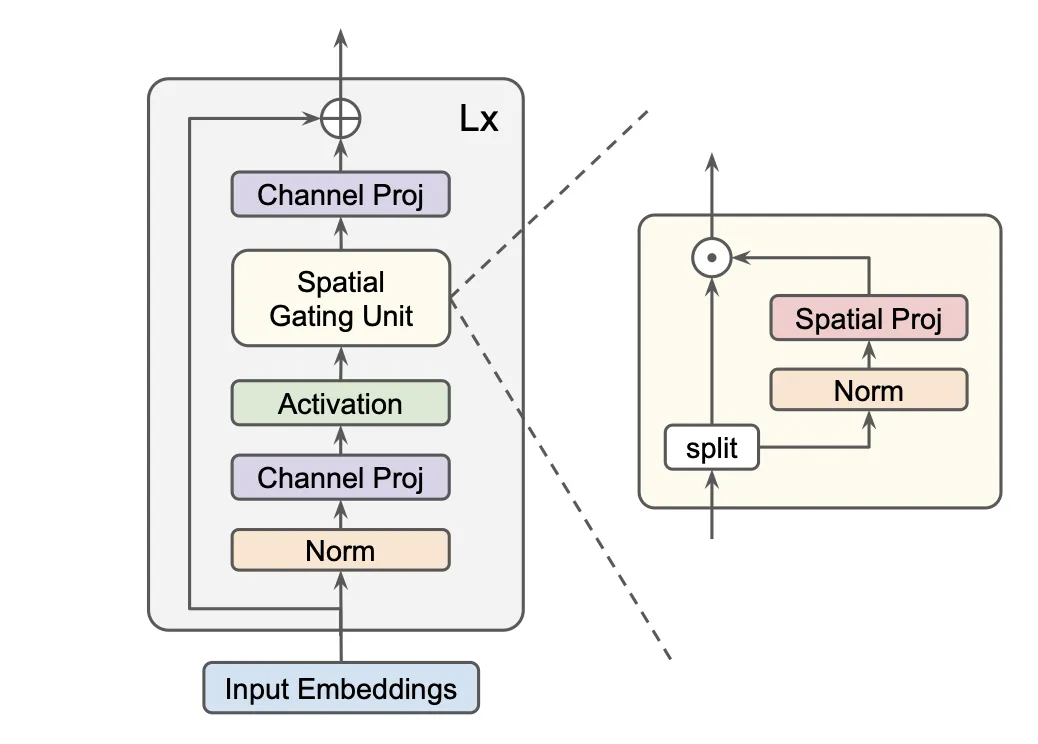 Lx
Channel Proj
Spatial
Gating Unit
Activation
Channel Proj
Norm
Input Embeddings
Spatial Proj
Norm
split